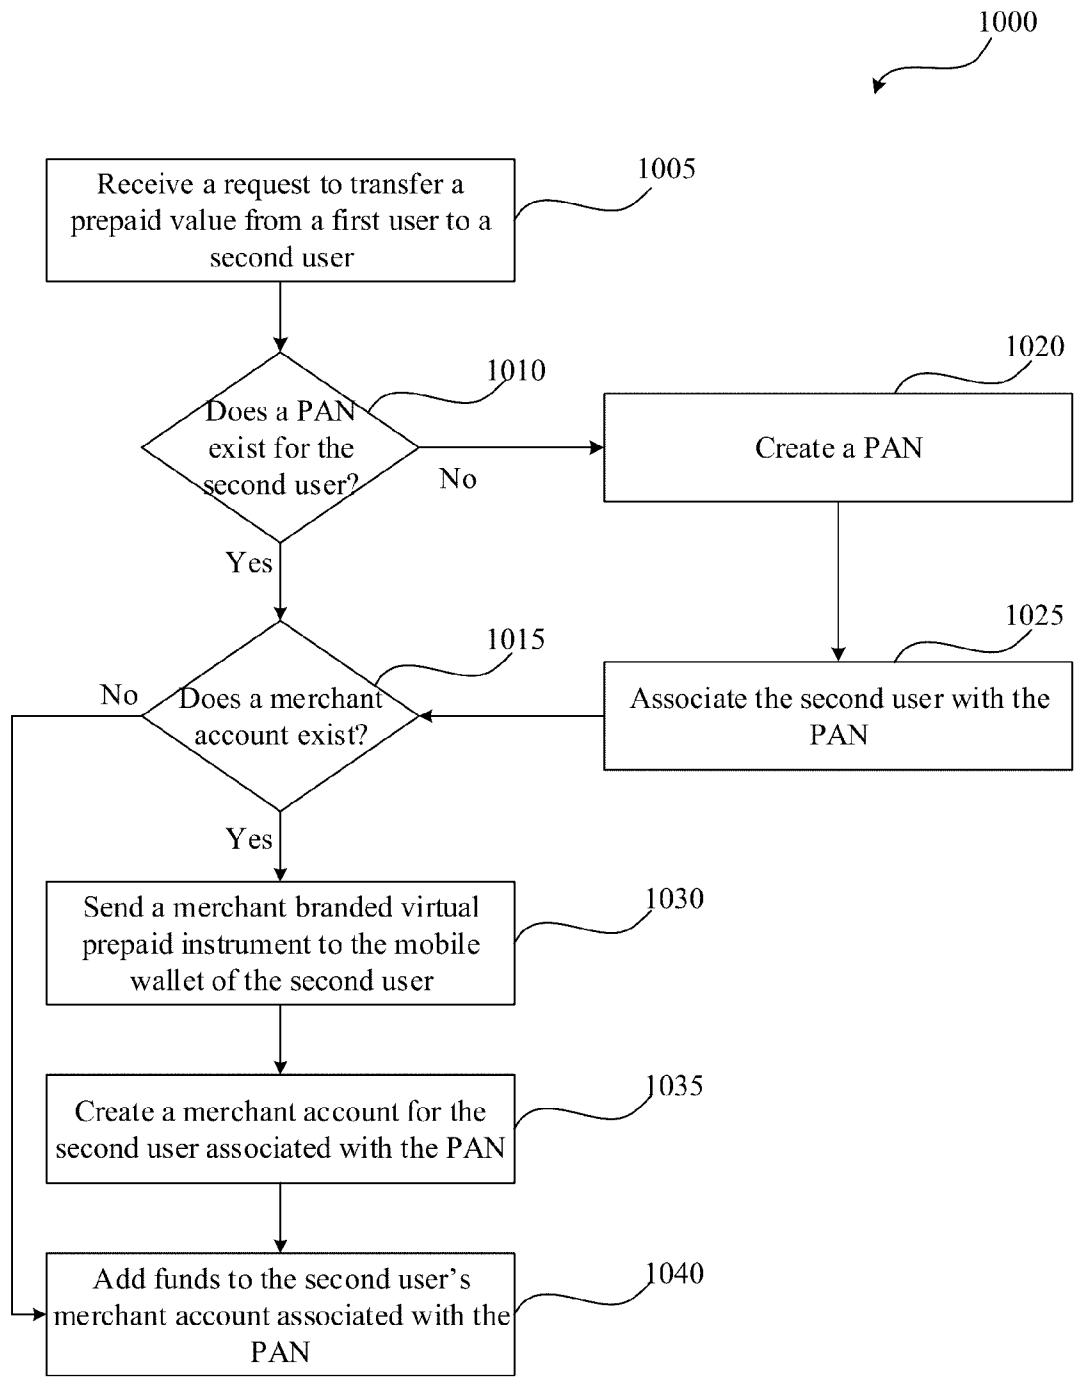 1000
1005
Receive a request to transfer a
prepaid value from a first user to a
second user
1010
Does a PAN
exist for the
second user?
No
Yes
1020
Create a PAN
1025
Associate the second user with the
PAN
1015
Does a merchant
account exist?
No
Yes
1030
Send a merchant branded virtual
prepaid instrument to the mobile
wallet of the second user
1035
Create a merchant account for the
second user associated with the PAN
1040
Add funds to the second user’s
merchant account associated with the
PAN